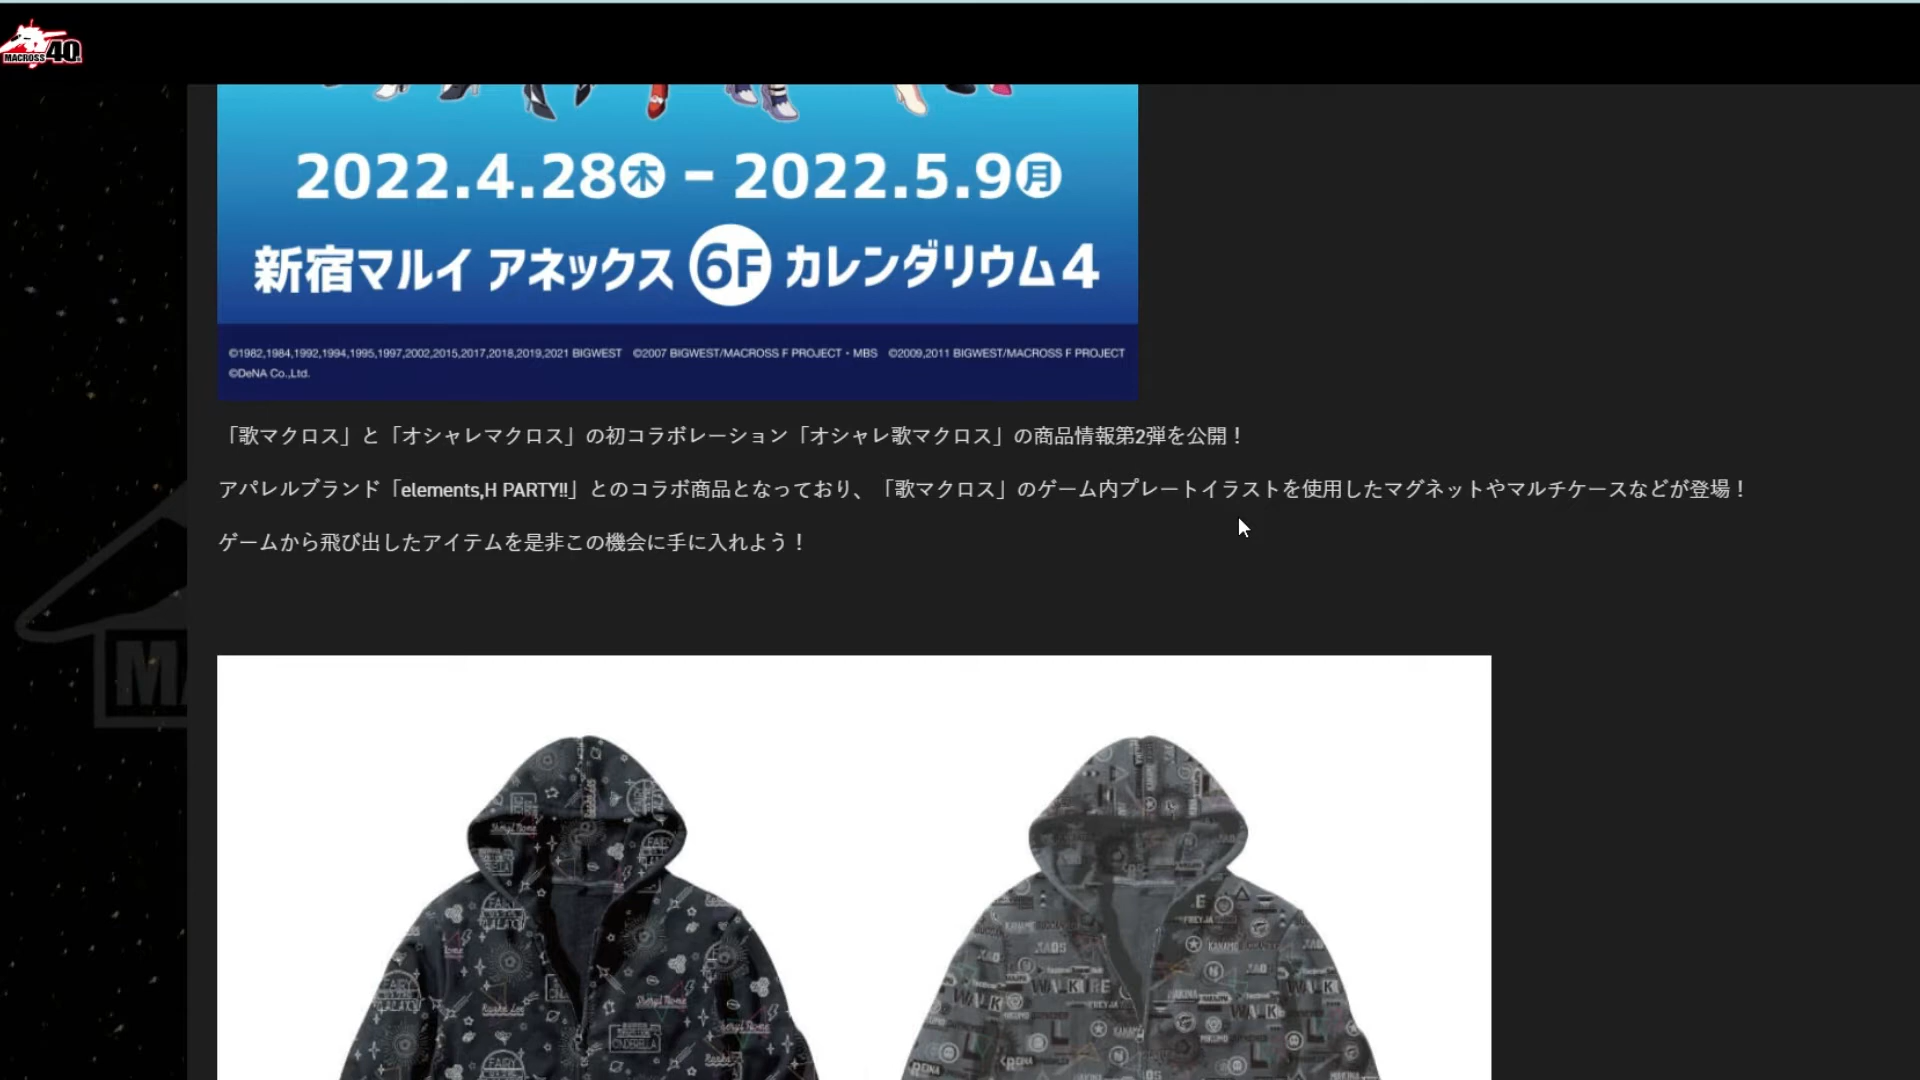 MACROSS 40
2022.4.28木 - 2022.5.9月
新宿マルイ アネックス 6F カレンダリウム4
©1982,1984,1992,1994,1995,1997,2002,2015,2017,2018,2019,2021 BIGWEST ©2007 BIGWEST/MACROSS F PROJECT・MBS ©2009,2011 BIGWEST/MACROSS F PROJECT
©DeNA Co.,Ltd.
「歌マクロス」と「オシャレマクロス」の初コラボレーション「オシャレ歌マクロス」の商品情報第2弾を公開！
アパレルブランド「elements,H PARTY!!」とのコラボ商品となっており、「歌マクロス」のゲーム内プレートイラストを使用したマグネットやマルチケースなどが登場！
ゲームから飛び出したアイテムを是非この機会に手に入れよう！
Sheryl Nome
FAIRY
WALKÜRE
CINDERELLA